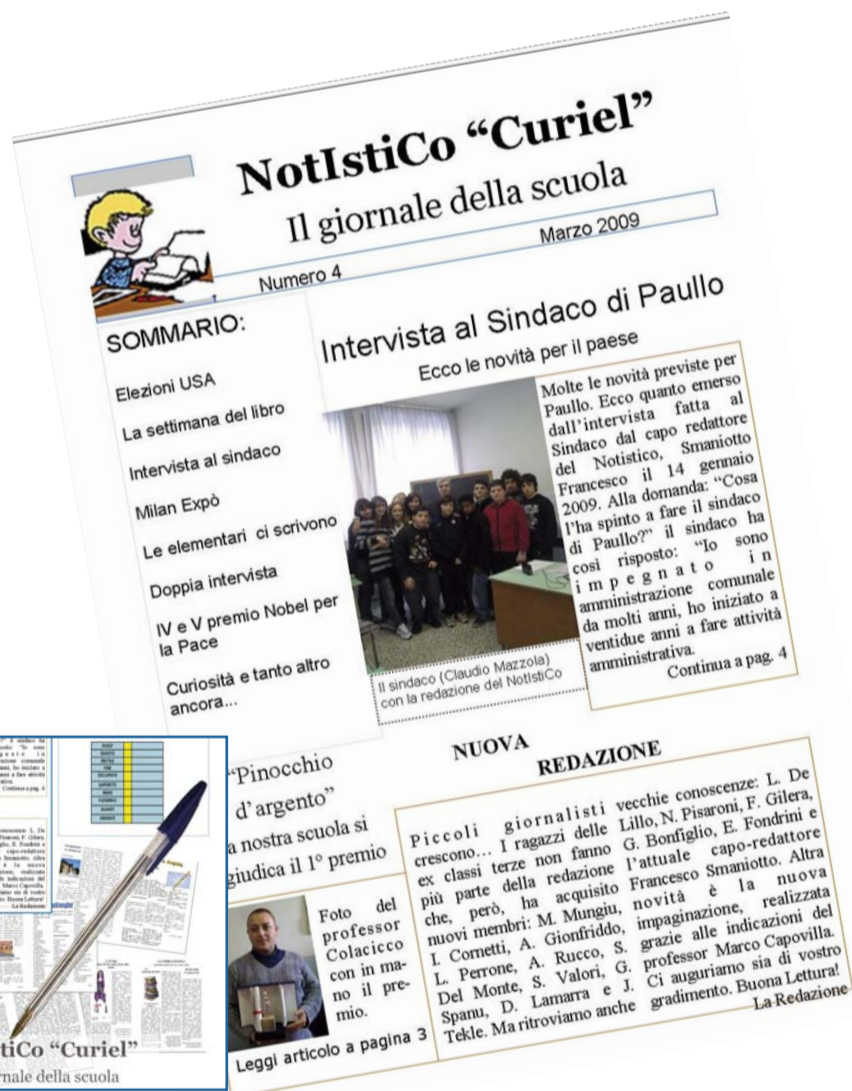 NotIstiCo “Curiel”
Il giornale della scuola
Numero 4
Marzo 2009
SOMMARIO:
Elezioni USA
La settimana del libro
Intervista al sindaco
Milan Expò
Le elementari ci scrivono
Doppia intervista
IV e V premio Nobel per
la Pace
Curiosità e tanto altro
ancora...
Intervista al Sindaco di Paullo
Ecco le novità per il paese
Molte le novità previste per
Paullo. Ecco quanto emerso
dall’intervista fatta al
Sindaco dal capo redattore
del Notistico, Smaniotto
Francesco il 14 gennaio
2009. Alla domanda: “Cosa
l’ha spinto a fare il sindaco
di Paullo?” il sindaco ha
così risposto: “Io sono
impegnato in
amministrazione comunale
da molti anni, ho iniziato a
ventidue anni a fare attività
amministrativa.
Continua a pag. 4
Il sindaco (Claudio Mazzola)
con la redazione del NotIstiCo
“Pinocchio
d’argento”
a nostra scuola si
giudica il 1° premio
Foto del
professor
Colacicco
con in ma-
no il pre-
mio.
Leggi articolo a pagina 3
NUOVA
REDAZIONE
Piccoli giornalisti
crescono... I ragazzi delle
ex classi terze non fanno
più parte della redazione
che, però, ha acquisito
nuovi membri: M. Mungiu,
I. Cornetti, A. Gionfriddo,
L. Perrone, A. Rucco, S.
Del Monte, S. Valori, G.
Spanu, D. Lamarra e J.
Tekle. Ma ritroviamo anche
vecchie conoscenze: L. De
Lillo, N. Pisaroni, F. Gilera,
G. Bonfiglio, E. Fondrini e
l’attuale capo-redattore
Francesco Smaniotto. Altra
novità è la nuova
impaginazione, realizzata
grazie alle indicazioni del
professor Marco Capovilla.
Ci auguriamo sia di vostro
gradimento. Buona Lettura!
La Redazione
Continua a pag. 4
La Redazione
tiCo “Curiel”
rnale della scuola